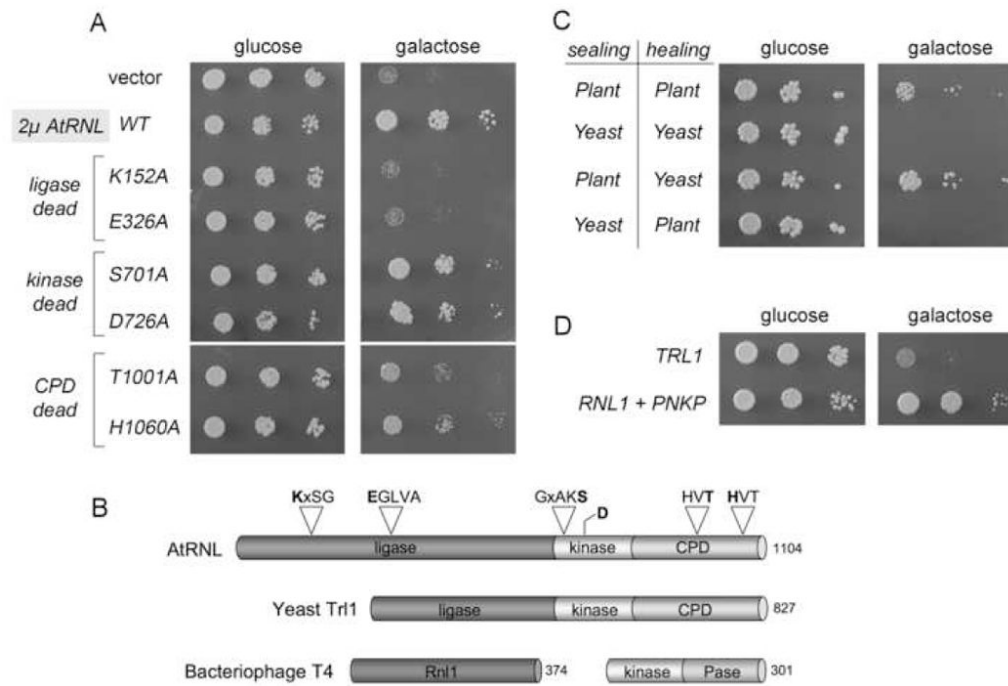 A
glucose galactose
vector
2μ AtRNL WT
ligase dead
K152A
E326A
kinase dead
S701A
D726A
CPD dead
T1001A
H1060A
C
sealing healing glucose galactose
Plant Plant
Yeast Yeast
Plant Yeast
Yeast Plant
D
glucose galactose
TRL1
RNL1 + PNKP
B
KxSG EGLVA GxAKS D HVT HVT
AtRNL ligase kinase CPD 1104
Yeast Trl1 ligase kinase CPD 827
Bacteriophage T4 Rnl1 374 kinase Pase 301